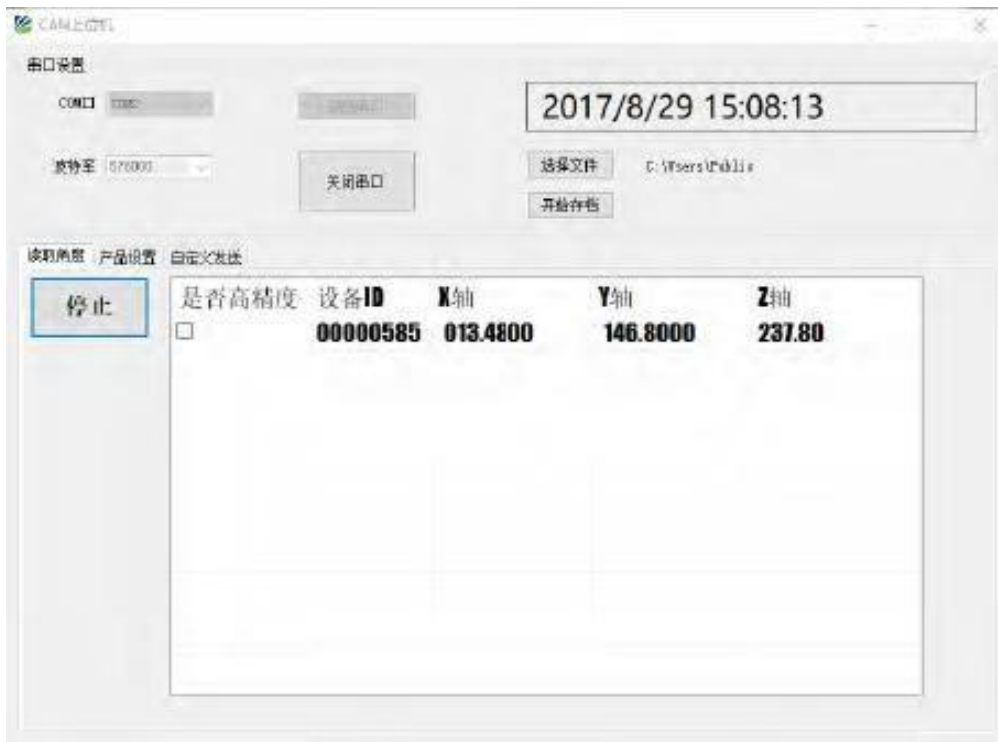 CAN上位机
串口设置
COM口
2017/8/29 15:08:13
波特率
关闭串口
选择文件 C:\Users\Public
开始存档
读取角度 产品设置 自定义发送
停止
是否高精度 设备ID X轴 Y轴 Z轴
00000585 013.4800 146.8000 237.80